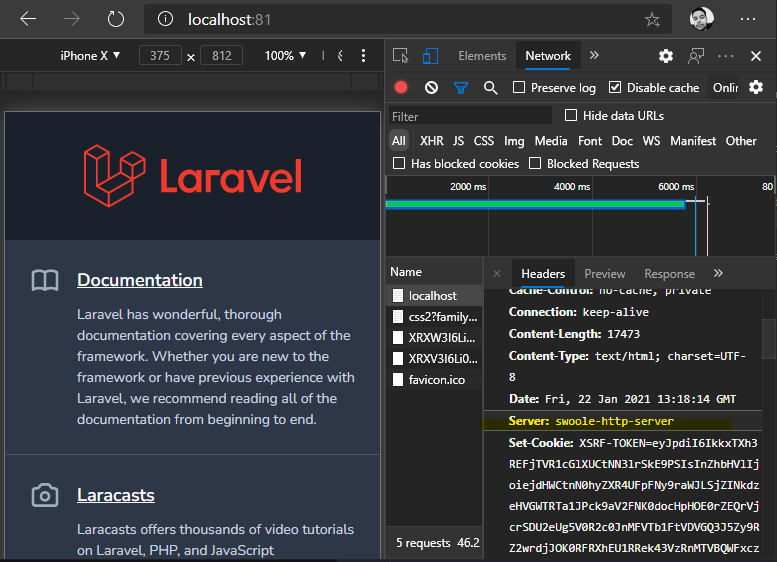 localhost:81
iPhone X ▼ 375 × 812 100% ▼
Elements Network »
Preserve log Disable cache Onlin
Filter Hide data URLs
All XHR JS CSS Img Media Font Doc WS Manifest Other
Has blocked cookies Blocked Requests
2000 ms 4000 ms 6000 ms 80
Laravel
Documentation
Laravel has wonderful, thorough
documentation covering every aspect of the
framework. Whether you are new to the
framework or have previous experience with
Laravel, we recommend reading all of the
documentation from beginning to end.
Laracasts
Laracasts offers thousands of video tutorials
on Laravel, PHP, and JavaScript
Name
localhost
css2?family...
XRXW3I6Li...
XRXV3I6Li0...
favicon.ico
5 requests 46.2
× Headers Preview Response »
Cache-Control: no-cache, private
Connection: keep-alive
Content-Length: 17473
Content-Type: text/html; charset=UTF-
8
Date: Fri, 22 Jan 2021 13:18:14 GMT
Server: swoole-http-server
Set-Cookie: XSRF-TOKEN=eyJpdiI6IkkxTXh3
REFjTVR1cGlXUCtNN3lrSkE9PSIsInZhbHVlIj
oiejdHWCtnN0hyZXR4UFpFNy9raWJLSjZINkdz
eHVGWTRTa1JPck9aV2FNK0docHpHOE0rZEQrVj
crSDU2eUg5V0R2c0JnMFVTb1FtVDVGQ3J5Zy9R
Z2wrdjJOK0RFRXhEU1RRek43VzRnMTVBQWFxcz